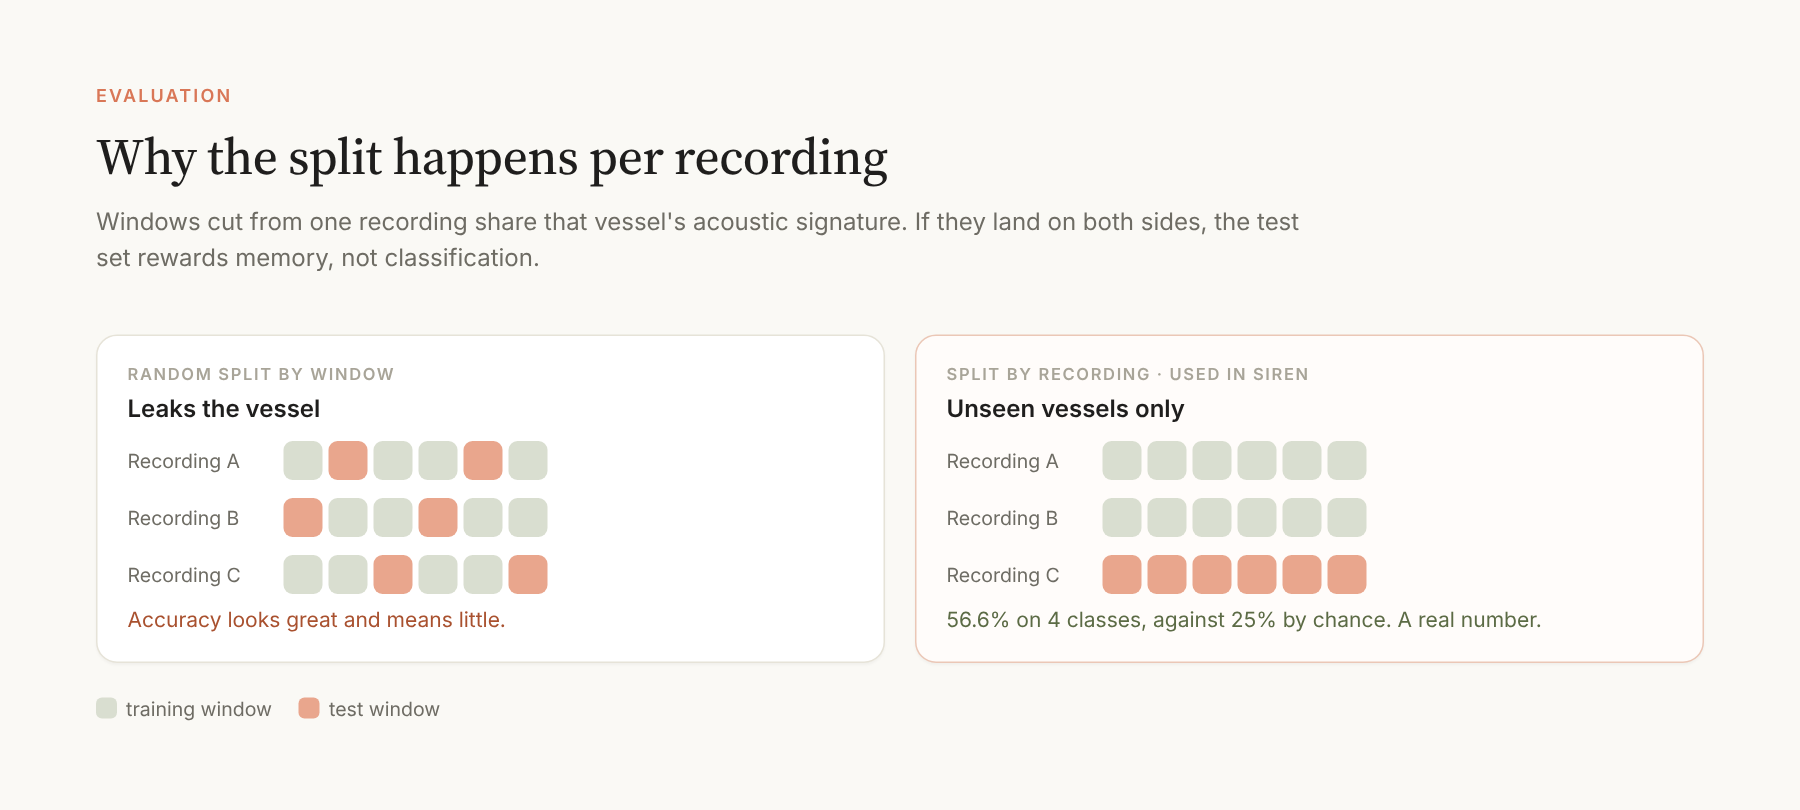 EVALUATION
Why the split happens per recording
Windows cut from one recording share that vessel's acoustic signature. If they land on both sides, the test
set rewards memory, not classification.
RANDOM SPLIT BY WINDOW
Leaks the vessel
Recording A
Recording B
Recording C
Accuracy looks great and means little.
SPLIT BY RECORDING · USED IN SIREN
Unseen vessels only
Recording A
Recording B
Recording C
56.6% on 4 classes, against 25% by chance. A real number.
training window
test window